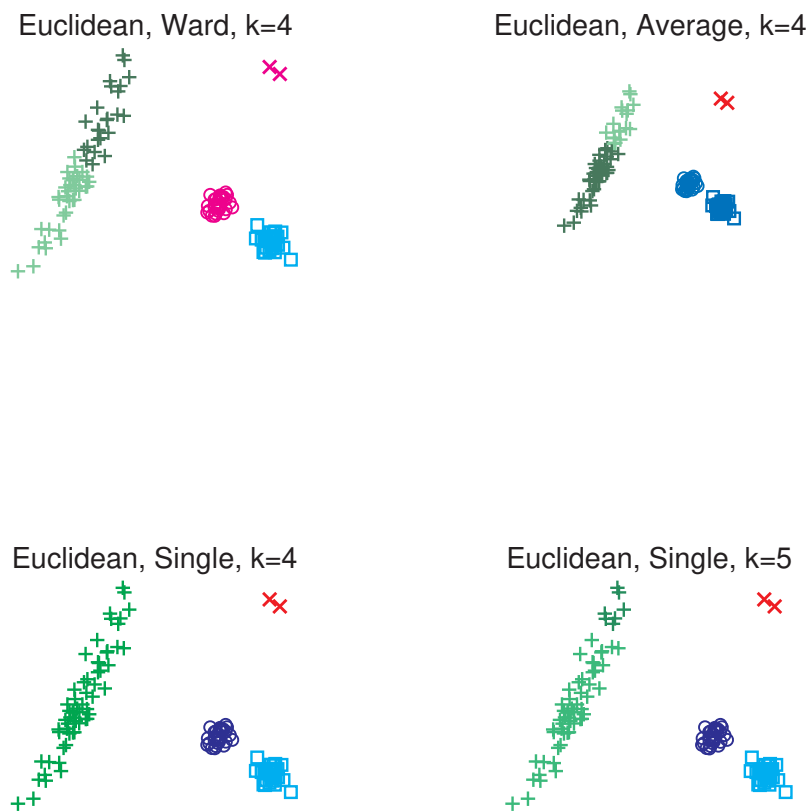 Euclidean, Ward, k=4
Euclidean, Average, k=4
Euclidean, Single, k=4
Euclidean, Single, k=5